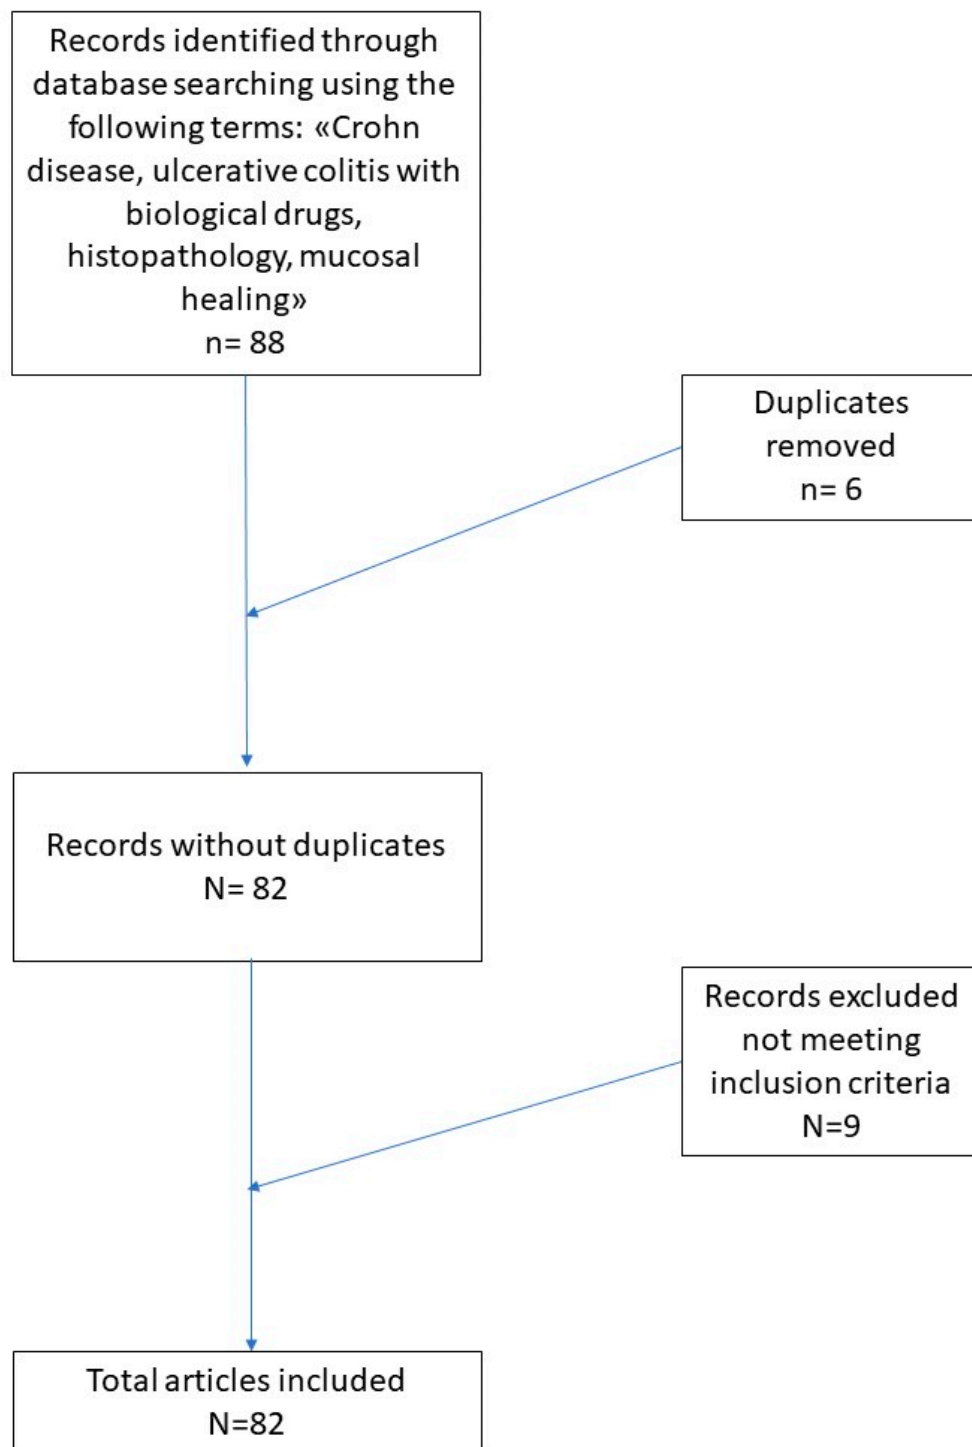 Records identified through
database searching using the
following terms: «Crohn
disease, ulcerative colitis with
biological drugs,
histopathology, mucosal
healing»
n= 88
Duplicates
removed
n= 6
Records without duplicates
N= 82
Records excluded
not meeting
inclusion criteria
N=9
Total articles included
N=82